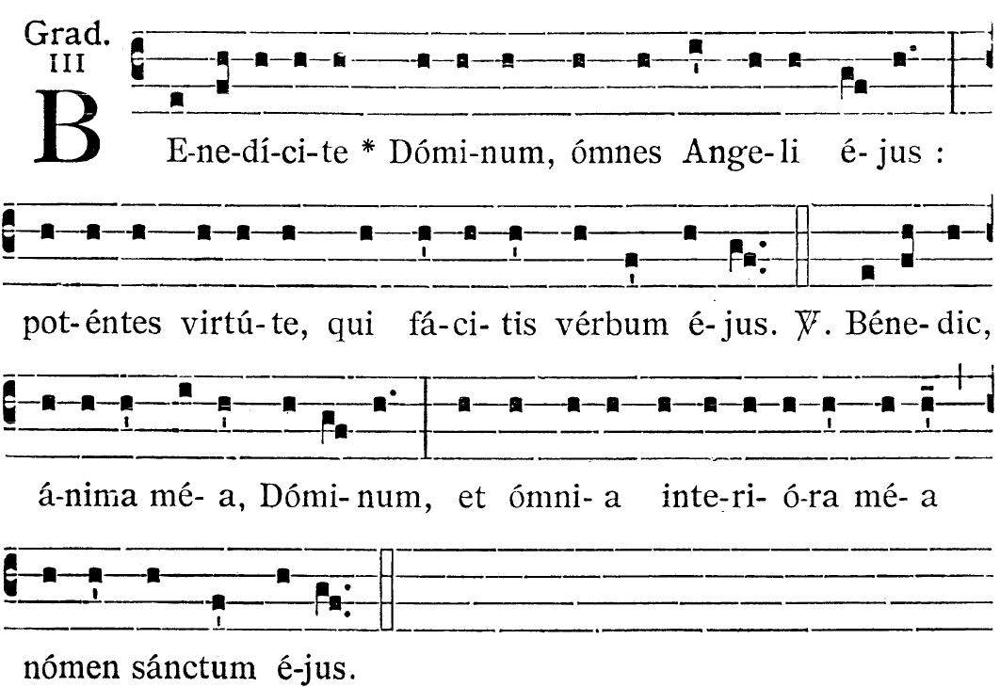 Grad.
III
BE-ne-dí-ci-te * Dómi-num, ómnes Ange-li é-jus :
pot-éntes virtú-te, qui fá-ci-tis vérbum é-jus. ℣. Béne-dic,
á-nima mé-a, Dómi-num, et ómni-a inte-ri-ó-ra mé-a
nómen sánctum é-jus.